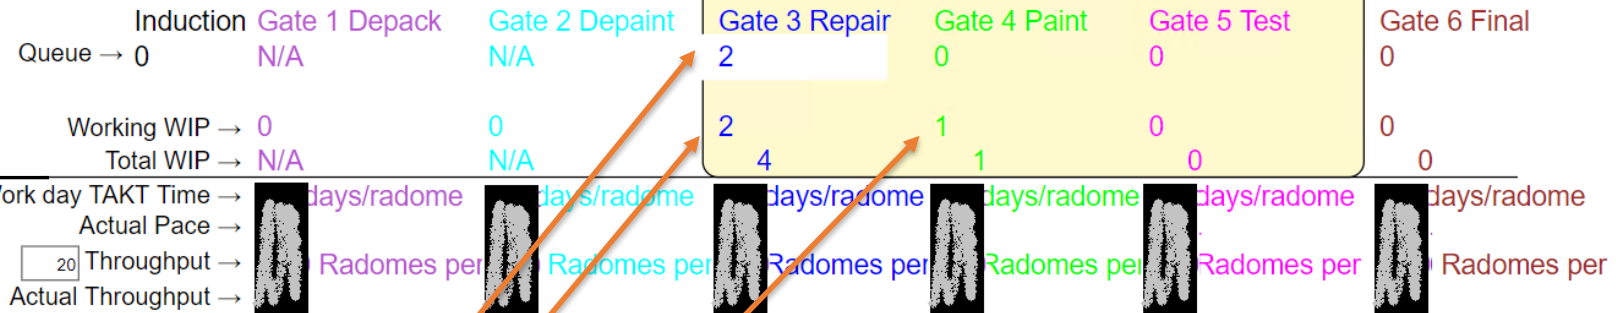 Induction Gate 1 Depack Gate 2 Depaint Gate 3 Repair Gate 4 Paint Gate 5 Test Gate 6 Final
Queue → 0 N/A N/A 2 0 0 0
Working WIP → 0 0 2 1 0 0
Total WIP → N/A N/A 4 1 0 0
ork day TAKT Time → days/radome days/radome days/radome days/radome days/radome days/radome
Actual Pace →
20 Throughput → Radomes per Radomes per Radomes per Radomes per Radomes per Radomes per
Actual Throughput →